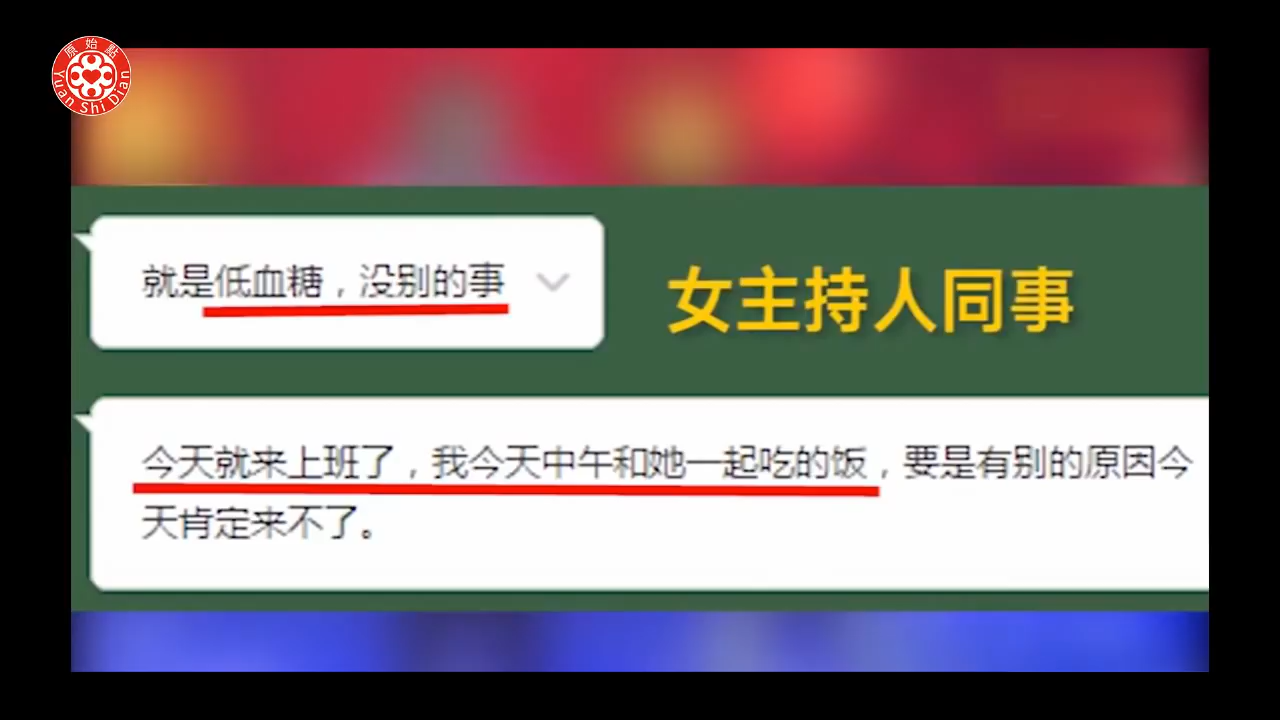 原始點
Yuan Shi Dian
就是低血糖，没别的事
女主持人同事
今天就来上班了，我今天中午和她一起吃的饭，要是有别的原因今
天肯定来不了。